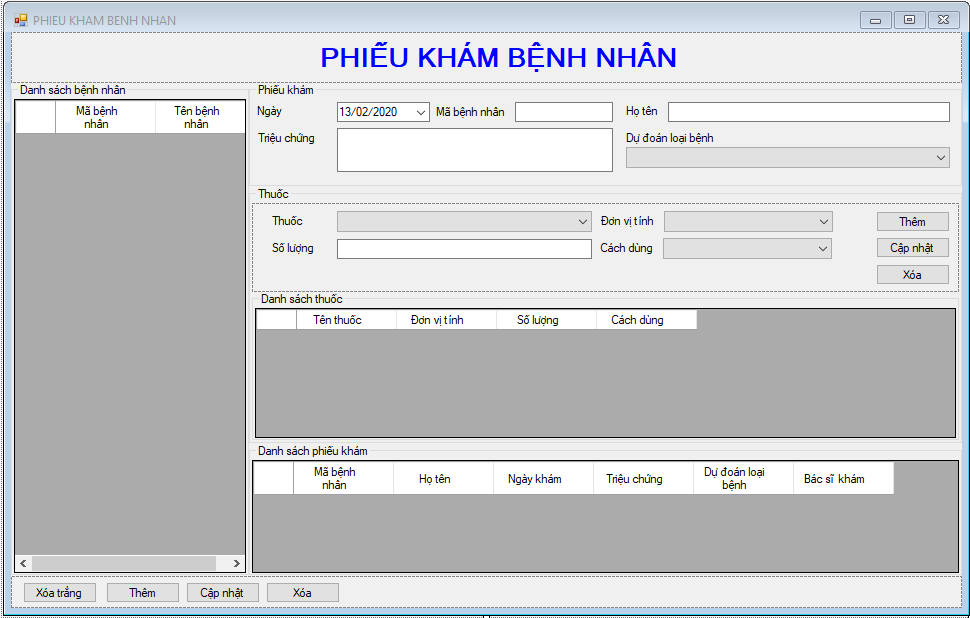 PHIEU KHAM BENH NHAN
PHIẾU KHÁM BỆNH NHÂN
Danh sách bệnh nhân
Mã bệnh
nhân
Tên bệnh
nhân
Phiếu khám
Ngày
13/02/2020
Mã bệnh nhân
Họ tên
Triệu chứng
Dự đoán loại bệnh
Thuốc
Thuốc
Đơn vị tính
Thêm
Số lượng
Cách dùng
Cập nhật
Xóa
Danh sách thuốc
Tên thuốc
Đơn vị tính
Số lượng
Cách dùng
Danh sách phiếu khám
Mã bệnh
nhân
Họ tên
Ngày khám
Triệu chứng
Dự đoán loại
bệnh
Bác sĩ khám
Xóa trắng
Thêm
Cập nhật
Xóa